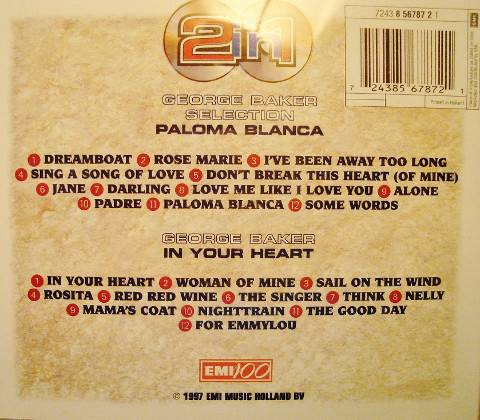 7243 8 56787 2 1
2in1
7 24385 67872 1
Printed in Holland
GEORGE BAKER
SELECTION
PALOMA BLANCA
1 DREAMBOAT 2 ROSE MARIE 3 I'VE BEEN AWAY TOO LONG
4 SING A SONG OF LOVE 5 DON'T BREAK THIS HEART (OF MINE)
6 JANE 7 DARLING 8 LOVE ME LIKE I LOVE YOU 9 ALONE
10 PADRE 11 PALOMA BLANCA 12 SOME WORDS
GEORGE BAKER
IN YOUR HEART
1 IN YOUR HEART 2 WOMAN OF MINE 3 SAIL ON THE WIND
4 ROSITA 5 RED RED WINE 6 THE SINGER 7 THINK 8 NELLY
9 MAMA'S COAT 10 NIGHTTRAIN 11 THE GOOD DAY
12 FOR EMMYLOU
EMI 100
© 1997 EMI MUSIC HOLLAND BV